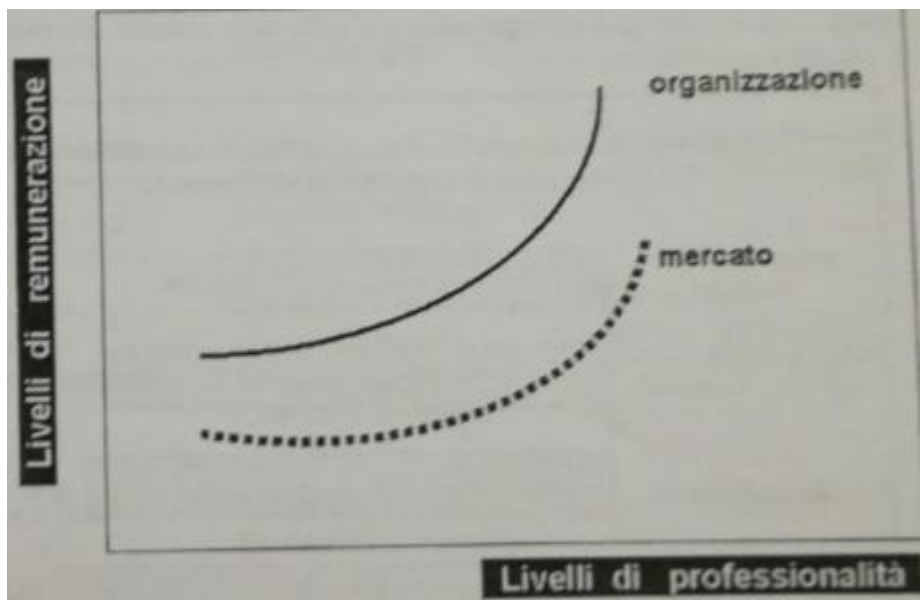 Livelli di remunerazione
organizzazione
mercato
Livelli di professionalità